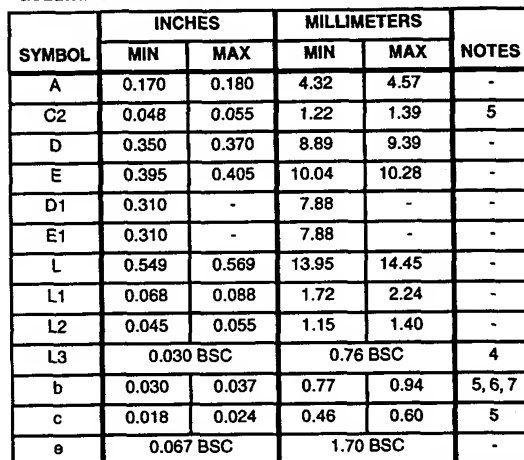 INCHES MILLIMETERS
SYMBOL MIN MAX MIN MAX NOTES
A 0.170 0.180 4.32 4.57 -
C2 0.048 0.055 1.22 1.39 5
D 0.350 0.370 8.89 9.39 -
E 0.395 0.405 10.04 10.28 -
D1 0.310 - 7.88 - -
E1 0.310 - 7.88 - -
L 0.549 0.569 13.95 14.45 -
L1 0.068 0.088 1.72 2.24 -
L2 0.045 0.055 1.15 1.40 -
L3 0.030 BSC 0.76 BSC 4
b 0.030 0.037 0.77 0.94 5, 6, 7
c 0.018 0.024 0.46 0.60 5
e 0.067 BSC 1.70 BSC -